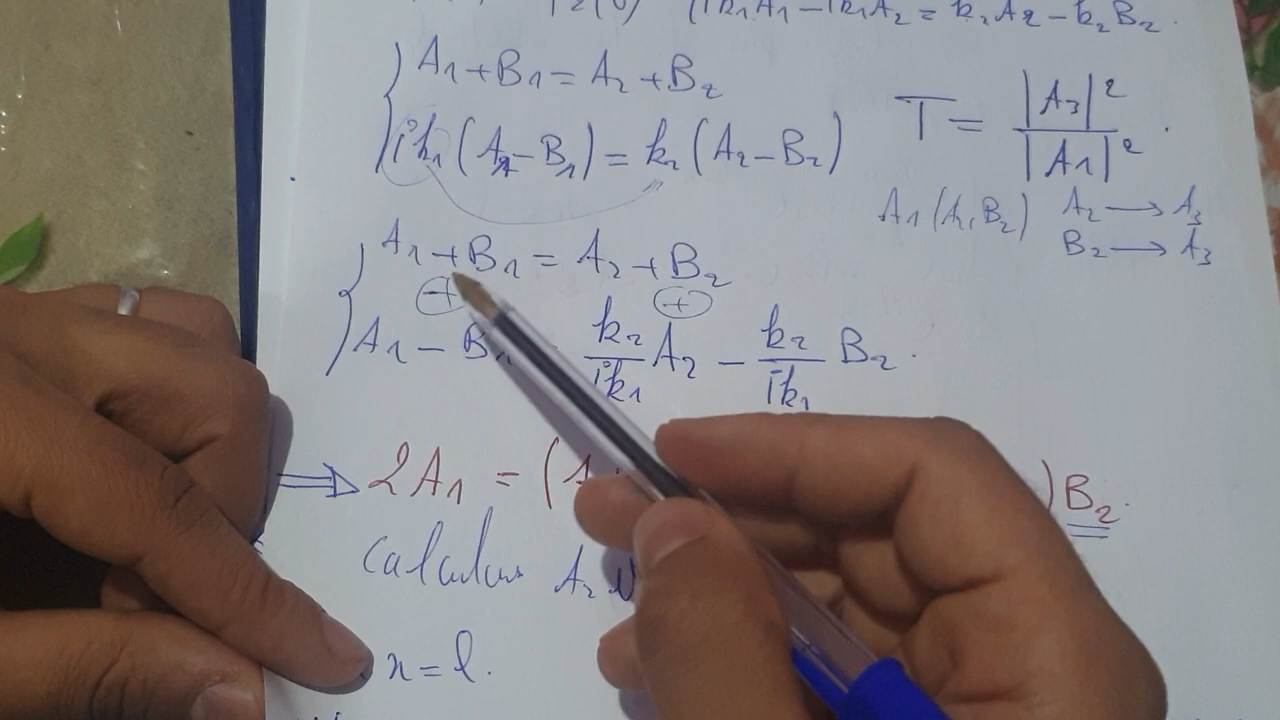 (ik₁A₁ − ik₁A₂ = k₂A₂ − k₂B₂.
A₁ + B₁ = A₂ + B₂
ik₁ (A₁ − B₁) = k₂ (A₂ − B₂)
T = |A₃|² / |A₁|² .
A₁ (A, B₂) A₂ → A₃
B₂ → A₃
A₁ + B₁ = A₂ + B₂
⊕ ⊕
A₁ − B₁ k₂/ik₁ A₂ − k₂/ik₁ B₂ .
⇒ 2A₁ = ( ) B₂.
calculus A₂
x = l.